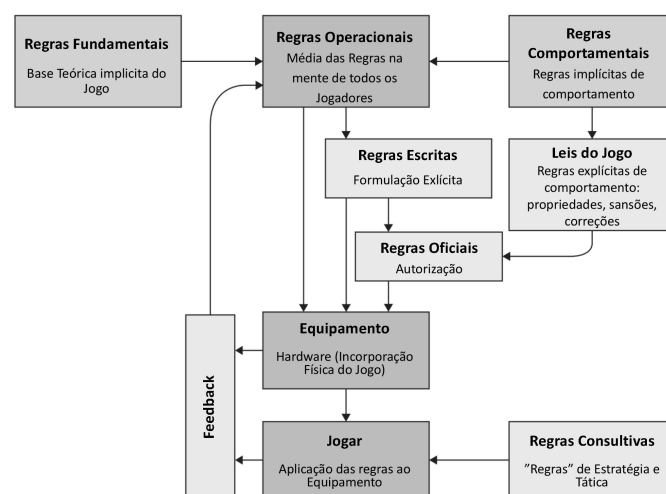 Regras Fundamentais
Base Teórica implicita do
Jogo
Regras Operacionais
Média das Regras na
mente de todos os
Jogadores
Regras
Comportamentais
Regras implícitas de
comportamento
Regras Escritas
Formulação Exlícita
Leis do Jogo
Regras explícitas de
comportamento:
propriedades, sansões,
correções
Regras Oficiais
Autorização
Equipamento
Hardware (Incorporação
Física do Jogo)
Feedback
Jogar
Aplicação das regras ao
Equipamento
Regras Consultivas
”Regras” de Estratégia e
Tática